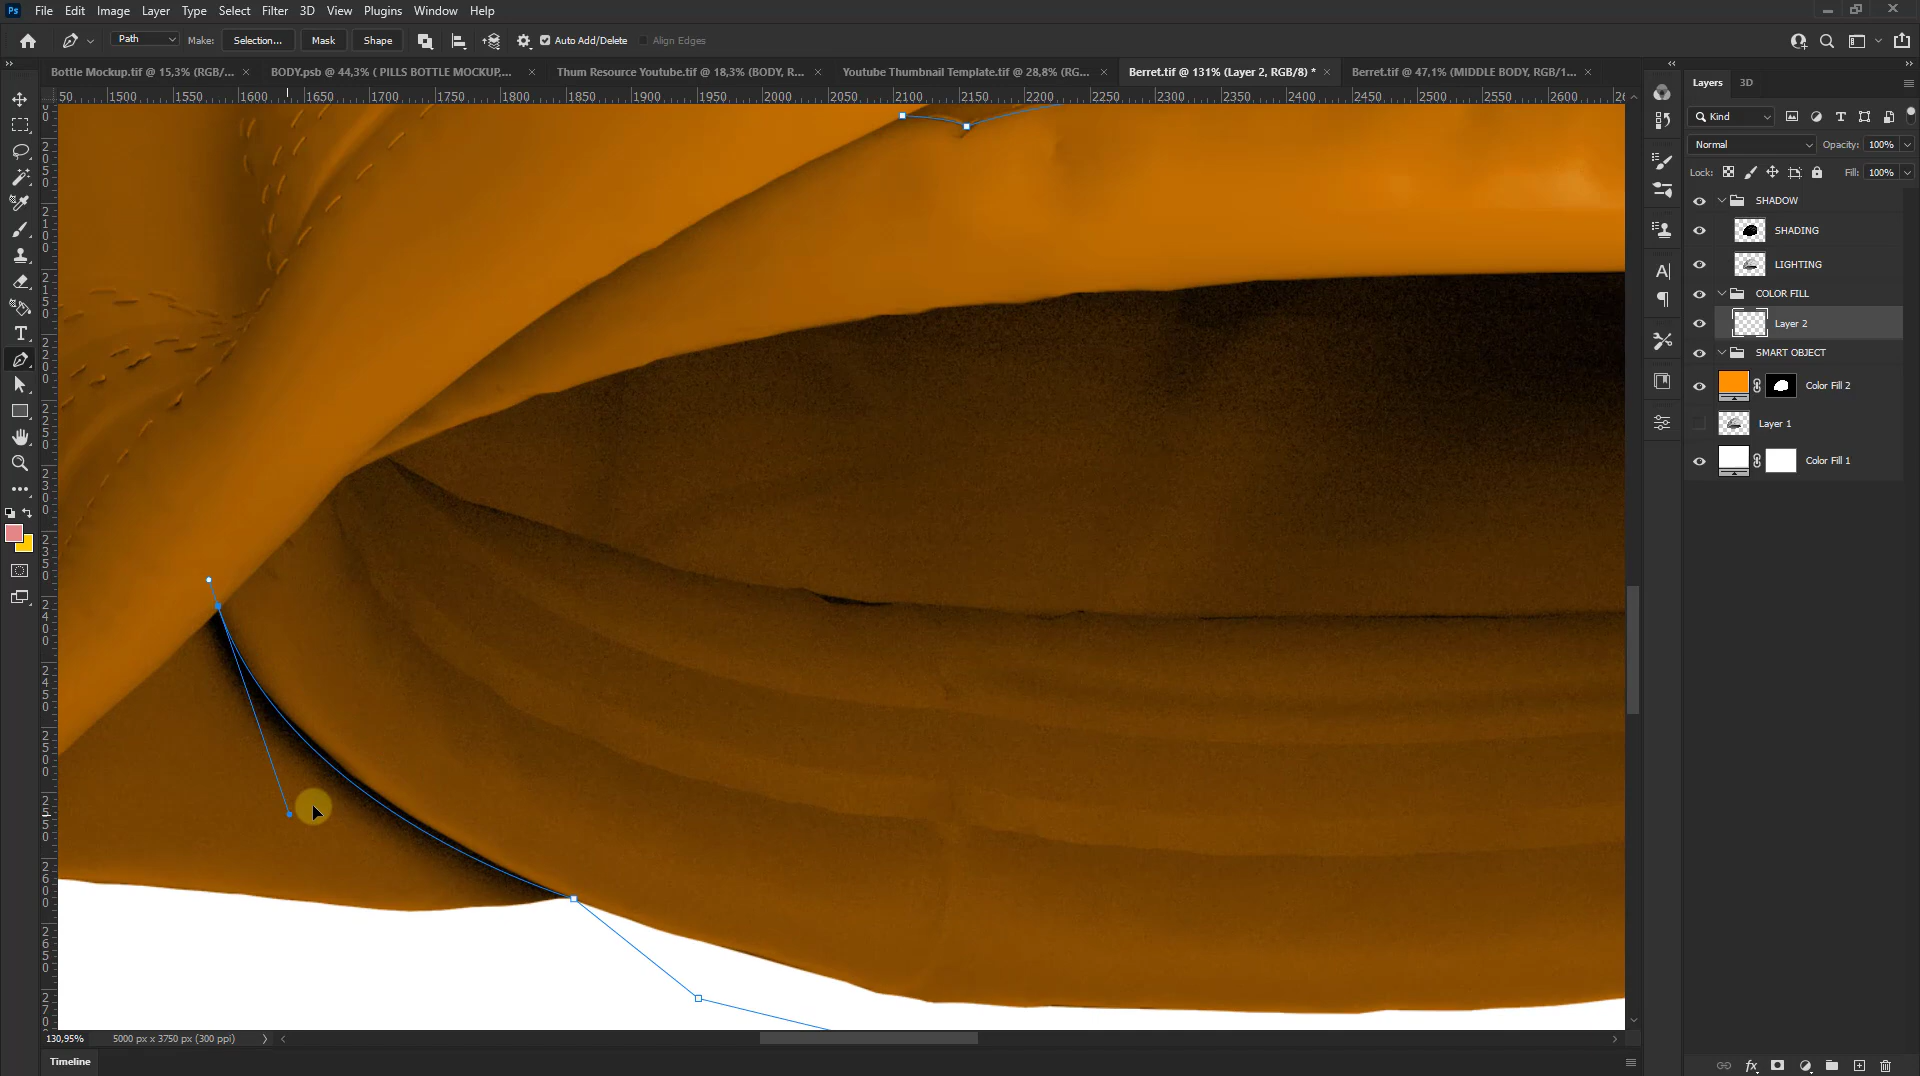 Ps File Edit Image Layer Type Select Filter 3D View Plugins Window Help
Path Make: Selection... Mask Shape Auto Add/Delete Align Edges
Bottle Mockup.tif @ 15,3% (RGB/... × BODY.psb @ 44,3% ( PILLS BOTTLE MOCKUP,... × Thum Resource Youtube.tif @ 18,3% (BODY, R... × Youtube Thumbnail Template.tif @ 28,8% (RG... × Berret.tif @ 131% (Layer 2, RGB/8) * × Berret.tif @ 47,1% (MIDDLE BODY, RGB/1... ×
50 1500 1550 1600 1650 1700 1750 1800 1850 1900 1950 2000 2050 2100 2150 2200 2250 2300 2350 2400 2450 2500 2550 2600
Layers 3D
Kind
Normal Opacity: 100%
Lock: Fill: 100%
SHADOW
SHADING
LIGHTING
COLOR FILL
Layer 2
SMART OBJECT
Color Fill 2
Layer 1
Color Fill 1
130,95% 5000 px x 3750 px (300 ppi)
Timeline